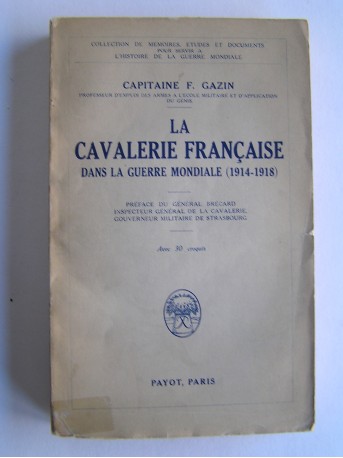 COLLECTION DE MÉMOIRES, ÉTUDES ET DOCUMENTS
POUR SERVIR A
L'HISTOIRE DE LA GUERRE MONDIALE
CAPITAINE F. GAZIN
PROFESSEUR D'EMPLOI DES ARMES A L'ÉCOLE MILITAIRE ET D'APPLICATION
DU GÉNIE
LA
CAVALERIE FRANÇAISE
DANS LA GUERRE MONDIALE (1914-1918)
PRÉFACE DU GÉNÉRAL BRÉCARD
INSPECTEUR GÉNÉRAL DE LA CAVALERIE,
GOUVERNEUR MILITAIRE DE STRASBOURG
Avec 30 croquis
PAYOT, PARIS